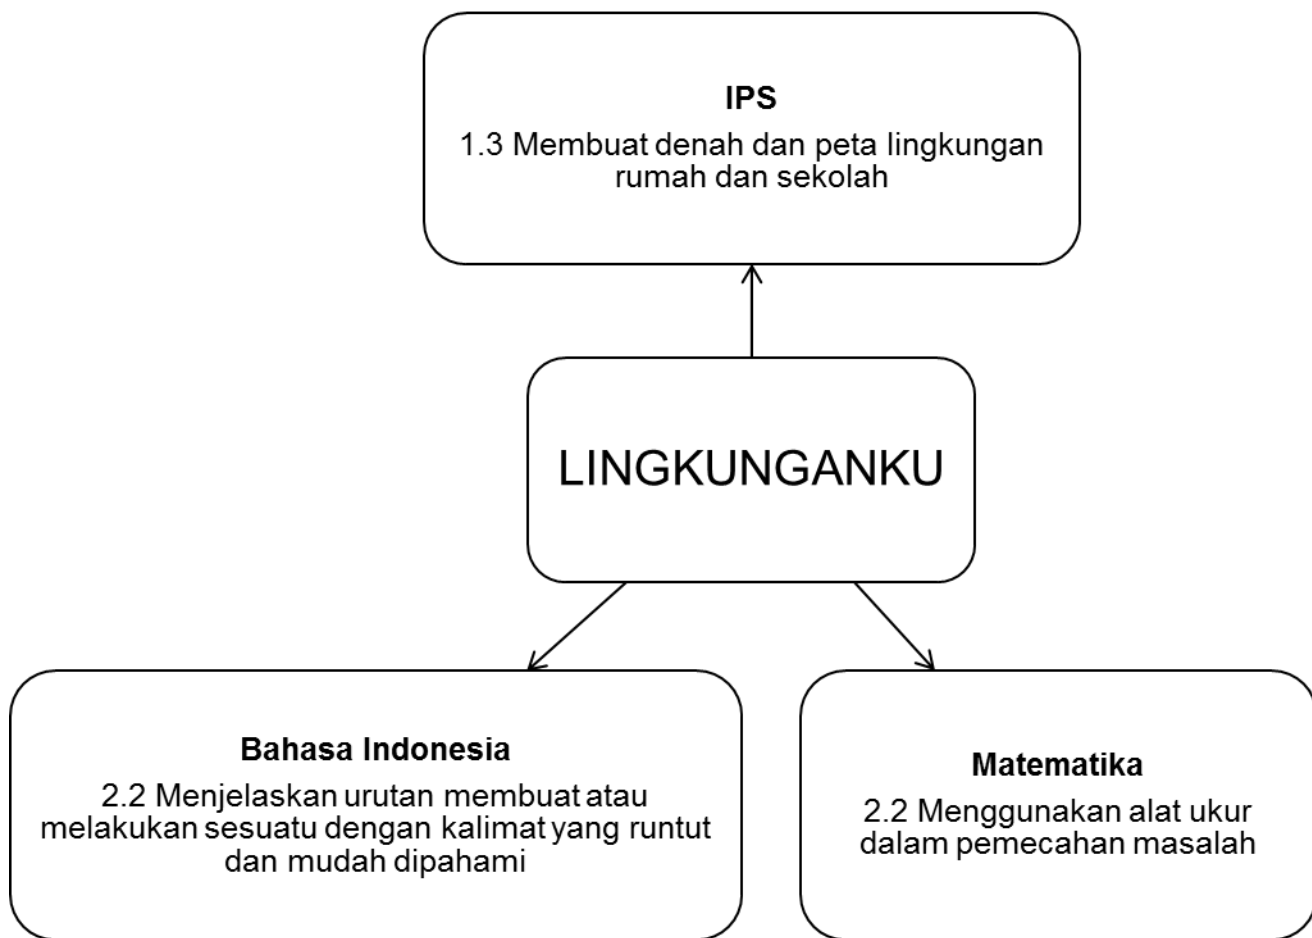 IPS
1.3 Membuat denah dan peta lingkungan
rumah dan sekolah
LINGKUNGANKU
Bahasa Indonesia
2.2 Menjelaskan urutan membuat atau
melakukan sesuatu dengan kalimat yang runtut
dan mudah dipahami
Matematika
2.2 Menggunakan alat ukur
dalam pemecahan masalah